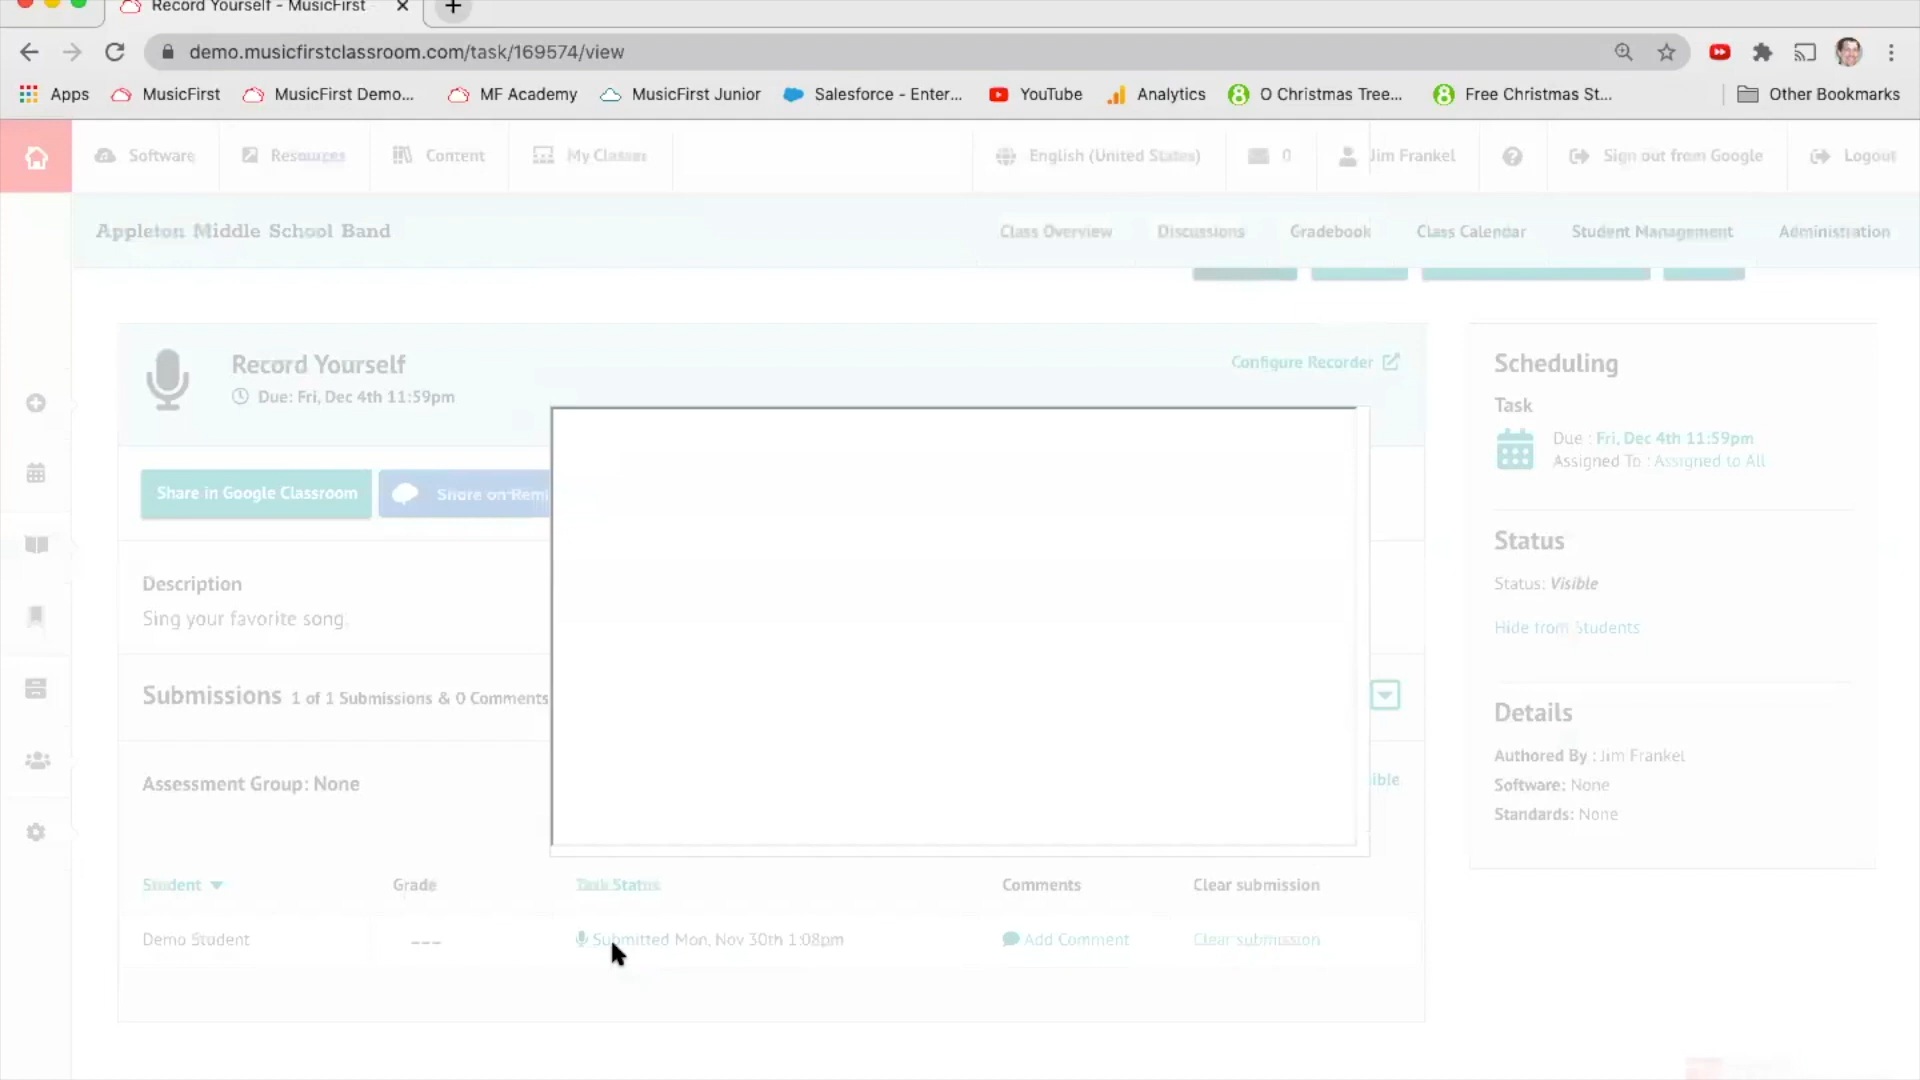 Record Yourself - MusicFirst
demo.musicfirstclassroom.com/task/169574/view
Apps MusicFirst MusicFirst Demo... MF Academy MusicFirst Junior Salesforce - Enter... YouTube Analytics O Christmas Tree... Free Christmas St... Other Bookmarks
Software Resources Content My Classes English (United States) 0 Jim Frankel Sign out from Google Logout
Appleton Middle School Band Class Overview Discussions Gradebook Class Calendar Student Management Administration
Record Yourself
Due: Fri, Dec 4th 11:59pm
Configure Recorder
Share in Google Classroom Share on Remi
Description
Sing your favorite song.
Submissions 1 of 1 Submissions & 0 Comments
Assessment Group: None
ible
Student Grade Task Status Comments Clear submission
Demo Student --- Submitted Mon, Nov 30th 1:08pm Add Comment Clear submission
Scheduling
Task
Due : Fri, Dec 4th 11:59pm
Assigned To : Assigned to All
Status
Status: Visible
Hide from Students
Details
Authored By : Jim Frankel
Software: None
Standards: None